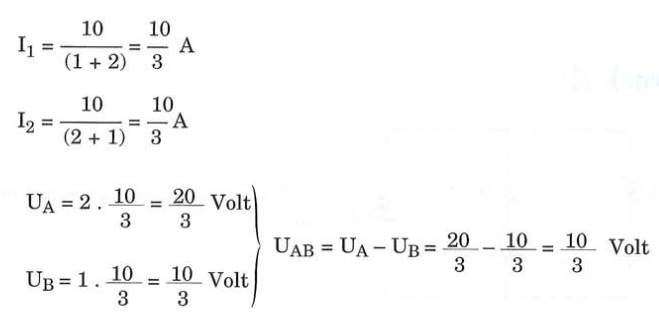 I₁ = 10/(1 + 2) = 10/3 A
I₂ = 10/(2 + 1) = 10/3 A
U_A = 2 . 10/3 = 20/3 Volt
U_AB = U_A – U_B = 20/3 – 10/3 = 10/3 Volt
U_B = 1 . 10/3 = 10/3 Volt